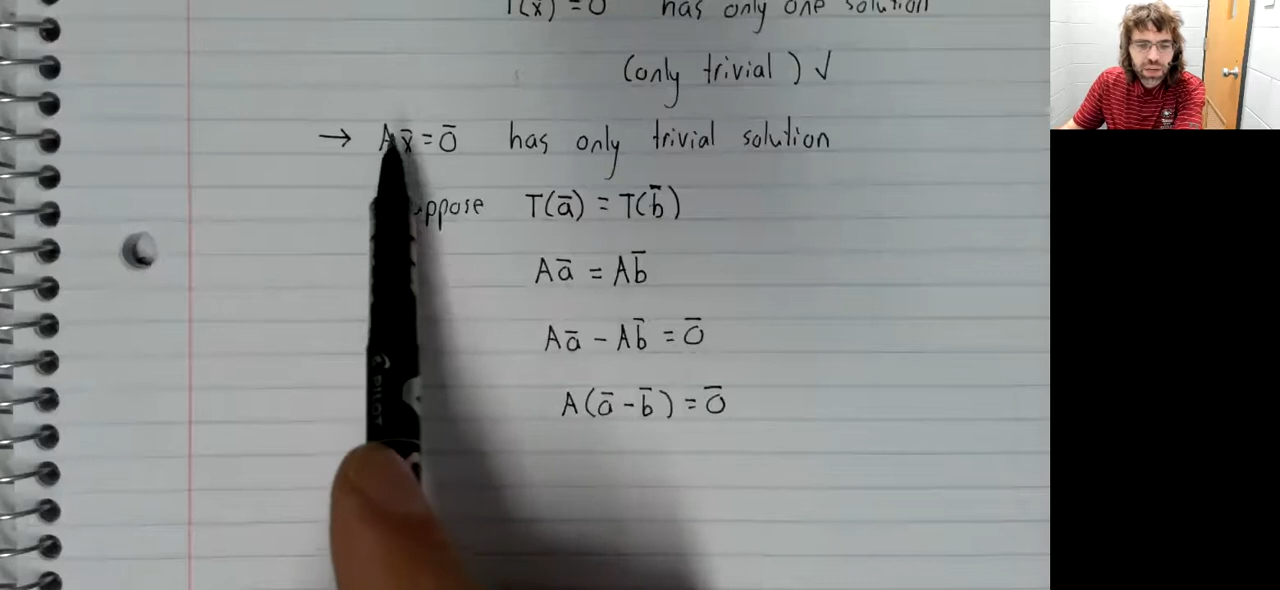 T(x̄) = 0 has only one solution
(only trivial) ✓
→ Ax̄ = 0̄ has only trivial solution
T(ā) = T(b̄)
Aā = Ab̄
Aā - Ab̄ = 0̄
A(ā - b̄) = 0̄
PILOT